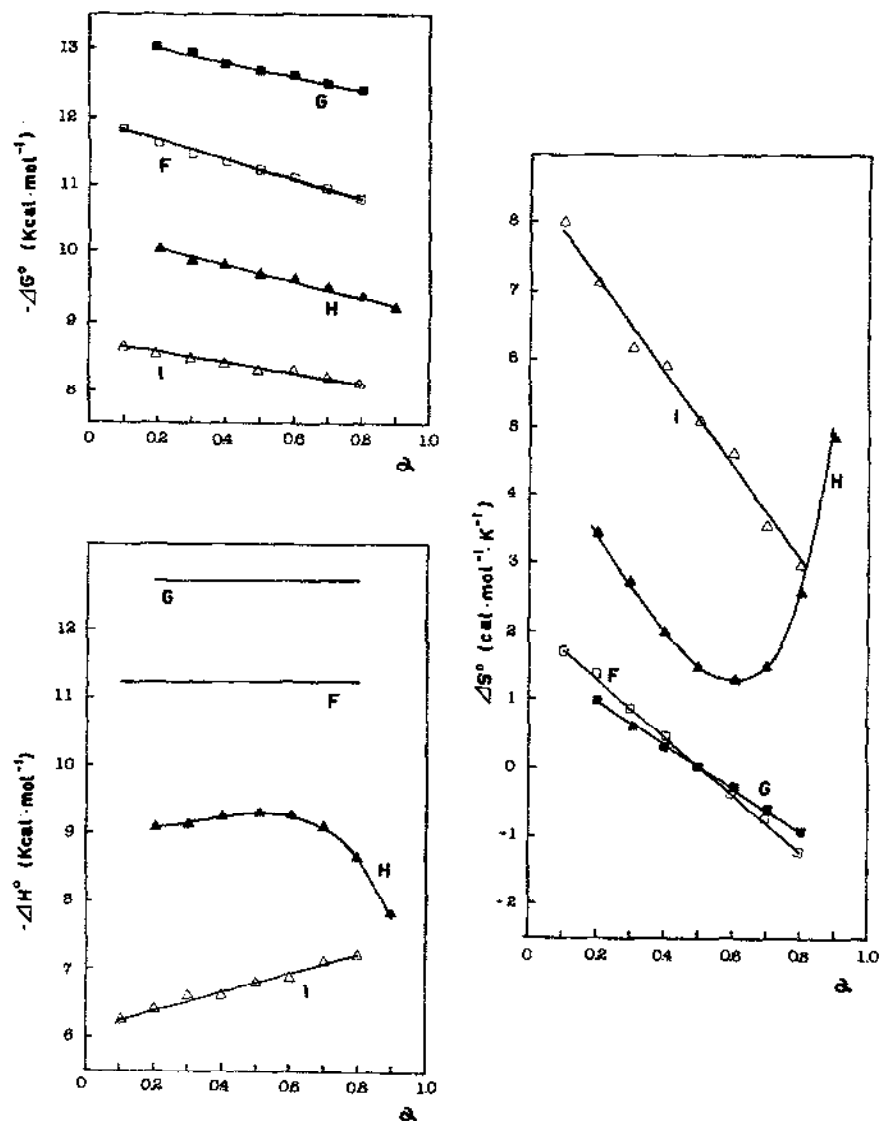 13
12
11
10
9
8
-ΔG° (Kcal·mol⁻¹)
G
F
H
I
0 0.2 0.4 0.6 0.8 1.0
α
12
11
10
9
8
7
6
-ΔH° (Kcal·mol⁻¹)
G
F
H
I
0 0.2 0.4 0.6 0.8 1.0
α
8
7
6
5
4
3
2
1
0
-1
-2
ΔS° (cal·mol⁻¹·K⁻¹)
I
H
F
G
0 0.2 0.4 0.6 0.8 1.0
α